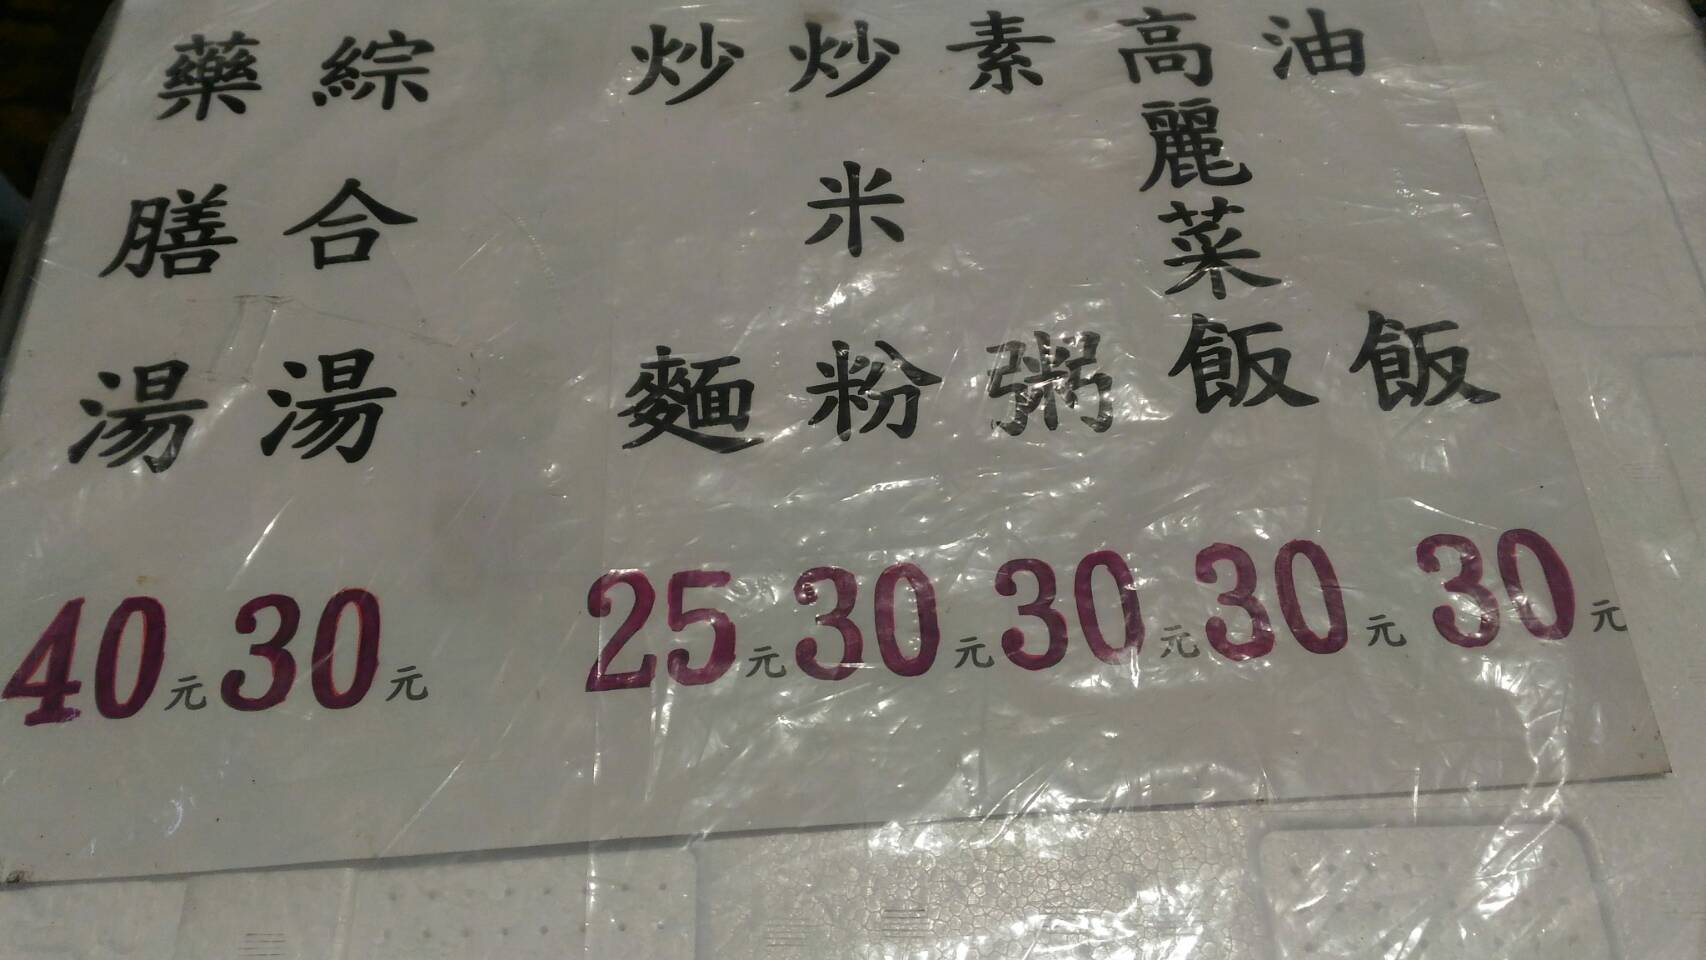 油飯 30元
高麗菜飯 30元
素粥 30元
炒米粉 30元
炒麵 25元
綜合湯 30元
藥膳湯 40元